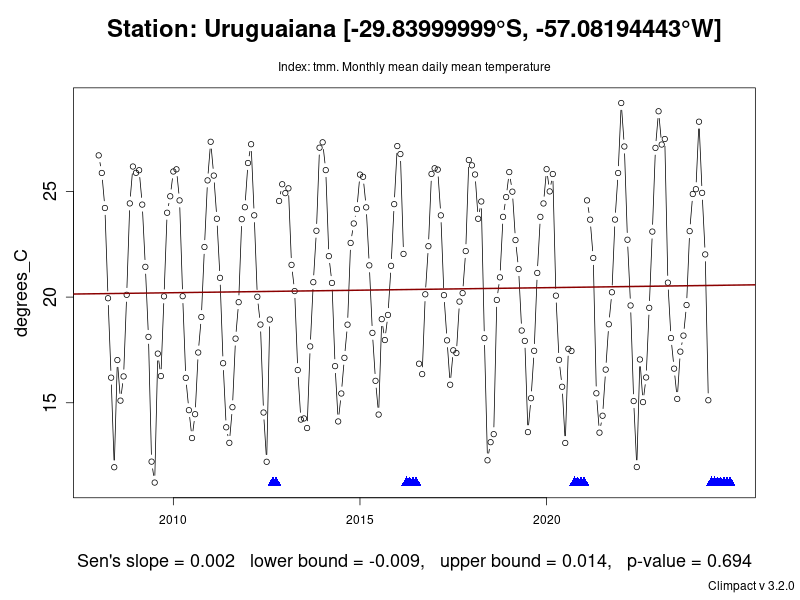 Station: Uruguaiana [-29.83999999°S, -57.08194443°W]
Index: tmm. Monthly mean daily mean temperature
degrees_C
25
20
15
2010 2015 2020
Sen's slope = 0.002 lower bound = -0.009, upper bound = 0.014, p-value = 0.694
Climpact v 3.2.0